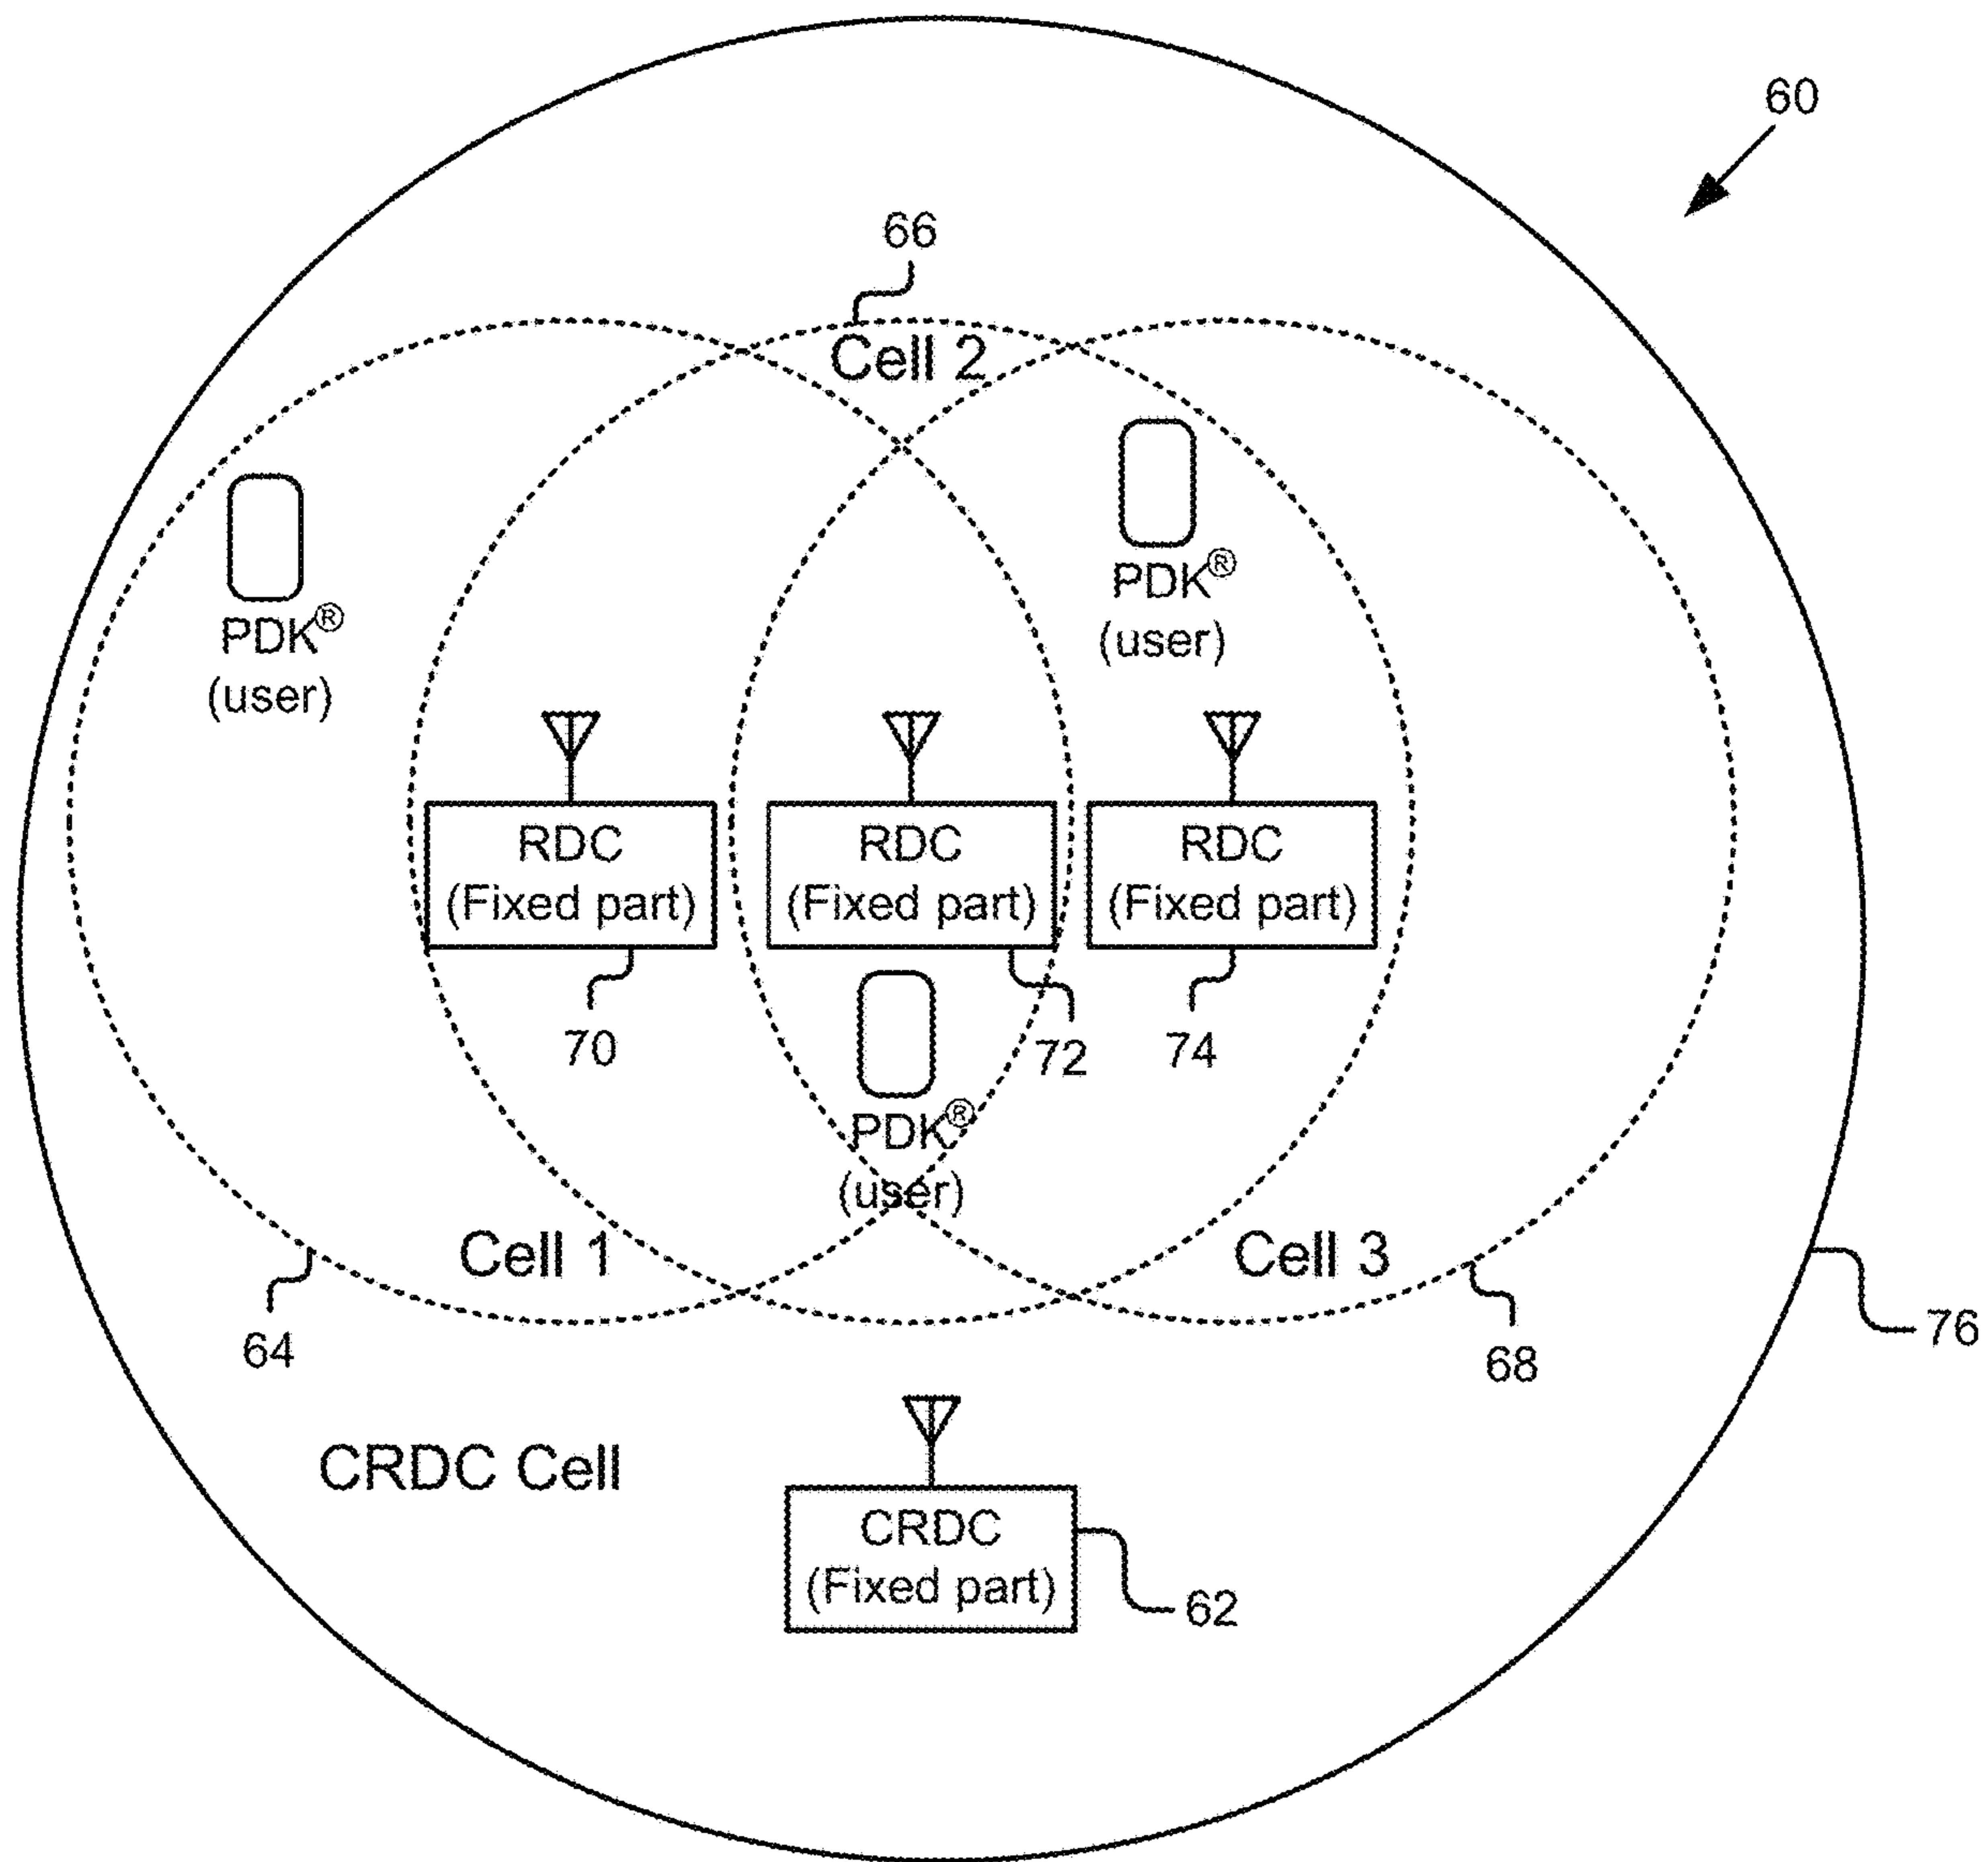 60
66
Cell 2
PDK®
(user)
PDK®
(user)
RDC
(Fixed part)
RDC
(Fixed part)
RDC
(Fixed part)
70
72
74
PDK®
(user)
Cell 1
Cell 3
64
68
76
CRDC Cell
CRDC
(Fixed part)
62